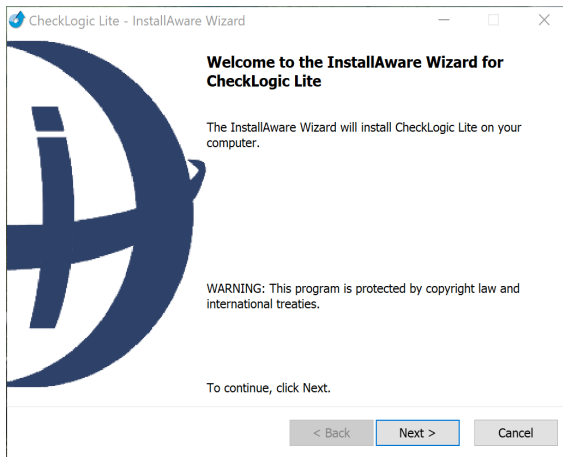 CheckLogic Lite - InstallAware Wizard
Welcome to the InstallAware Wizard for
CheckLogic Lite
The InstallAware Wizard will install CheckLogic Lite on your
computer.
WARNING: This program is protected by copyright law and
international treaties.
To continue, click Next.
< Back
Next >
Cancel